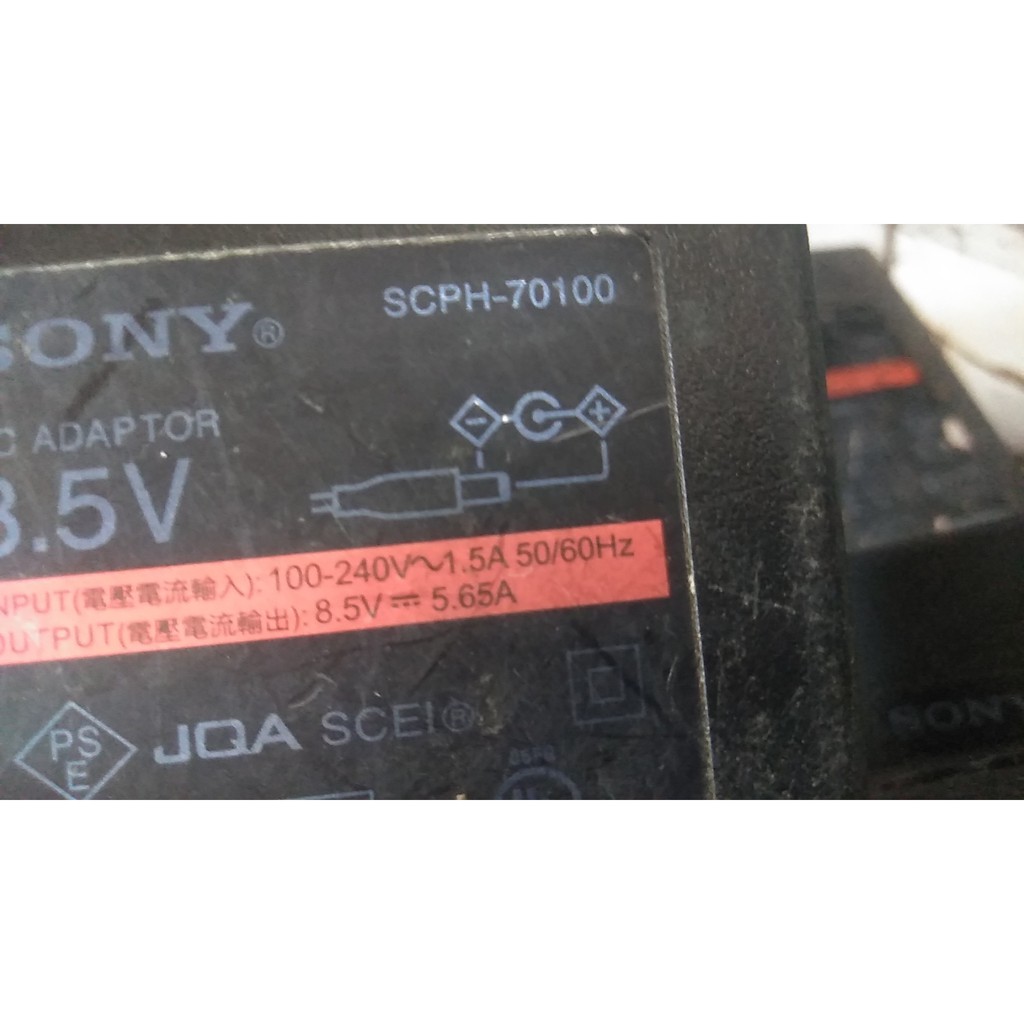 SONY®
SCPH-70100
C ADAPTOR
8.5V
INPUT(電壓電流輸入): 100-240V~1.5A 50/60Hz
OUTPUT(電壓電流輸出): 8.5V⎓5.65A
PS
E
JQA SCEI®
SONY